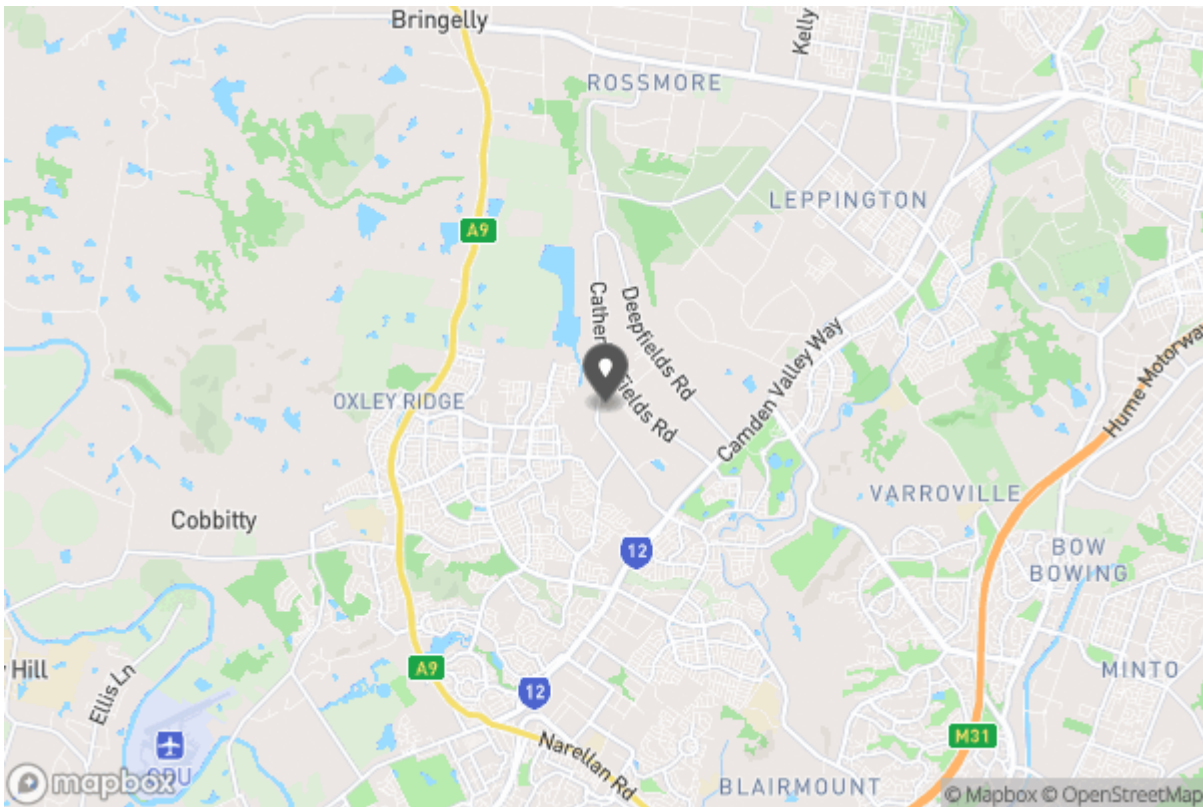 Bringelly
Kelly
ROSSMORE
LEPPINGTON
A9
Deepfields Rd
Camden Valley Way
Hume Motorway
OXLEY RIDGE
VARROVILLE
Cobbitty
12
BOW
BOWING
A9
Hill
Ellis Ln
12
MINTO
M31
Narellan Rd
BLAIRMOUNT
mapbox
© Mapbox © OpenStreetMap